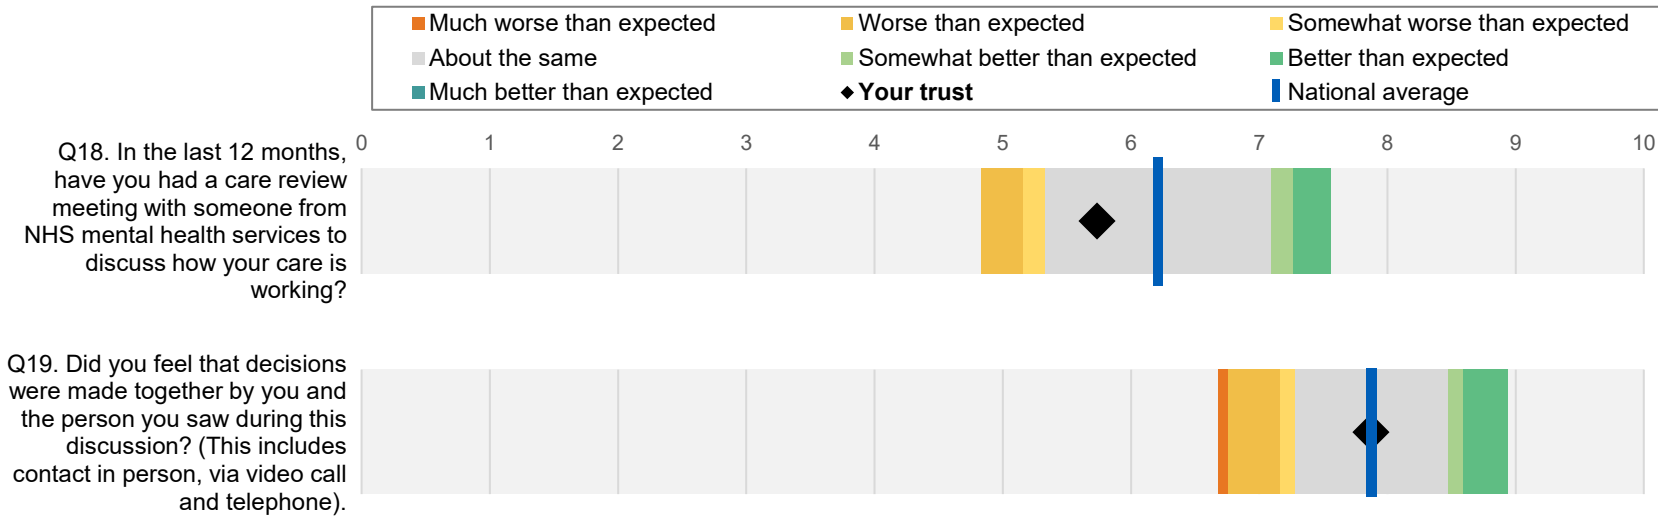 Much worse than expected
Worse than expected
Somewhat worse than expected
About the same
Somewhat better than expected
Better than expected
Much better than expected
Your trust
National average
0 1 2 3 4 5 6 7 8 9 10
Q18. In the last 12 months,
have you had a care review
meeting with someone from
NHS mental health services to
discuss how your care is
working?
Q19. Did you feel that decisions
were made together by you and
the person you saw during this
discussion? (This includes
contact in person, via video call
and telephone).